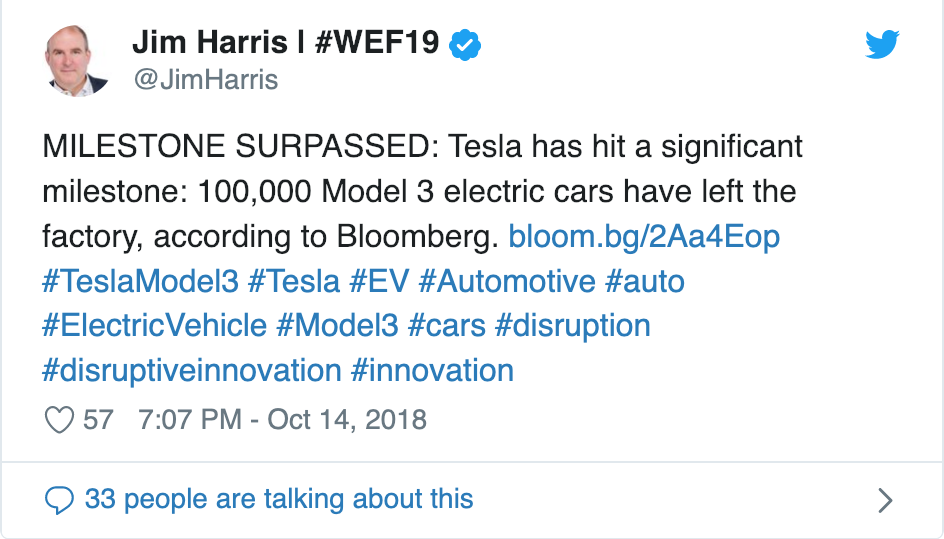 Jim Harris | #WEF19
@JimHarris
MILESTONE SURPASSED: Tesla has hit a significant
milestone: 100,000 Model 3 electric cars have left the
factory, according to Bloomberg. bloom.bg/2Aa4Eop
#TeslaModel3 #Tesla #EV #Automotive #auto
#ElectricVehicle #Model3 #cars #disruption
#disruptiveinnovation #innovation
57 7:07 PM - Oct 14, 2018
33 people are talking about this